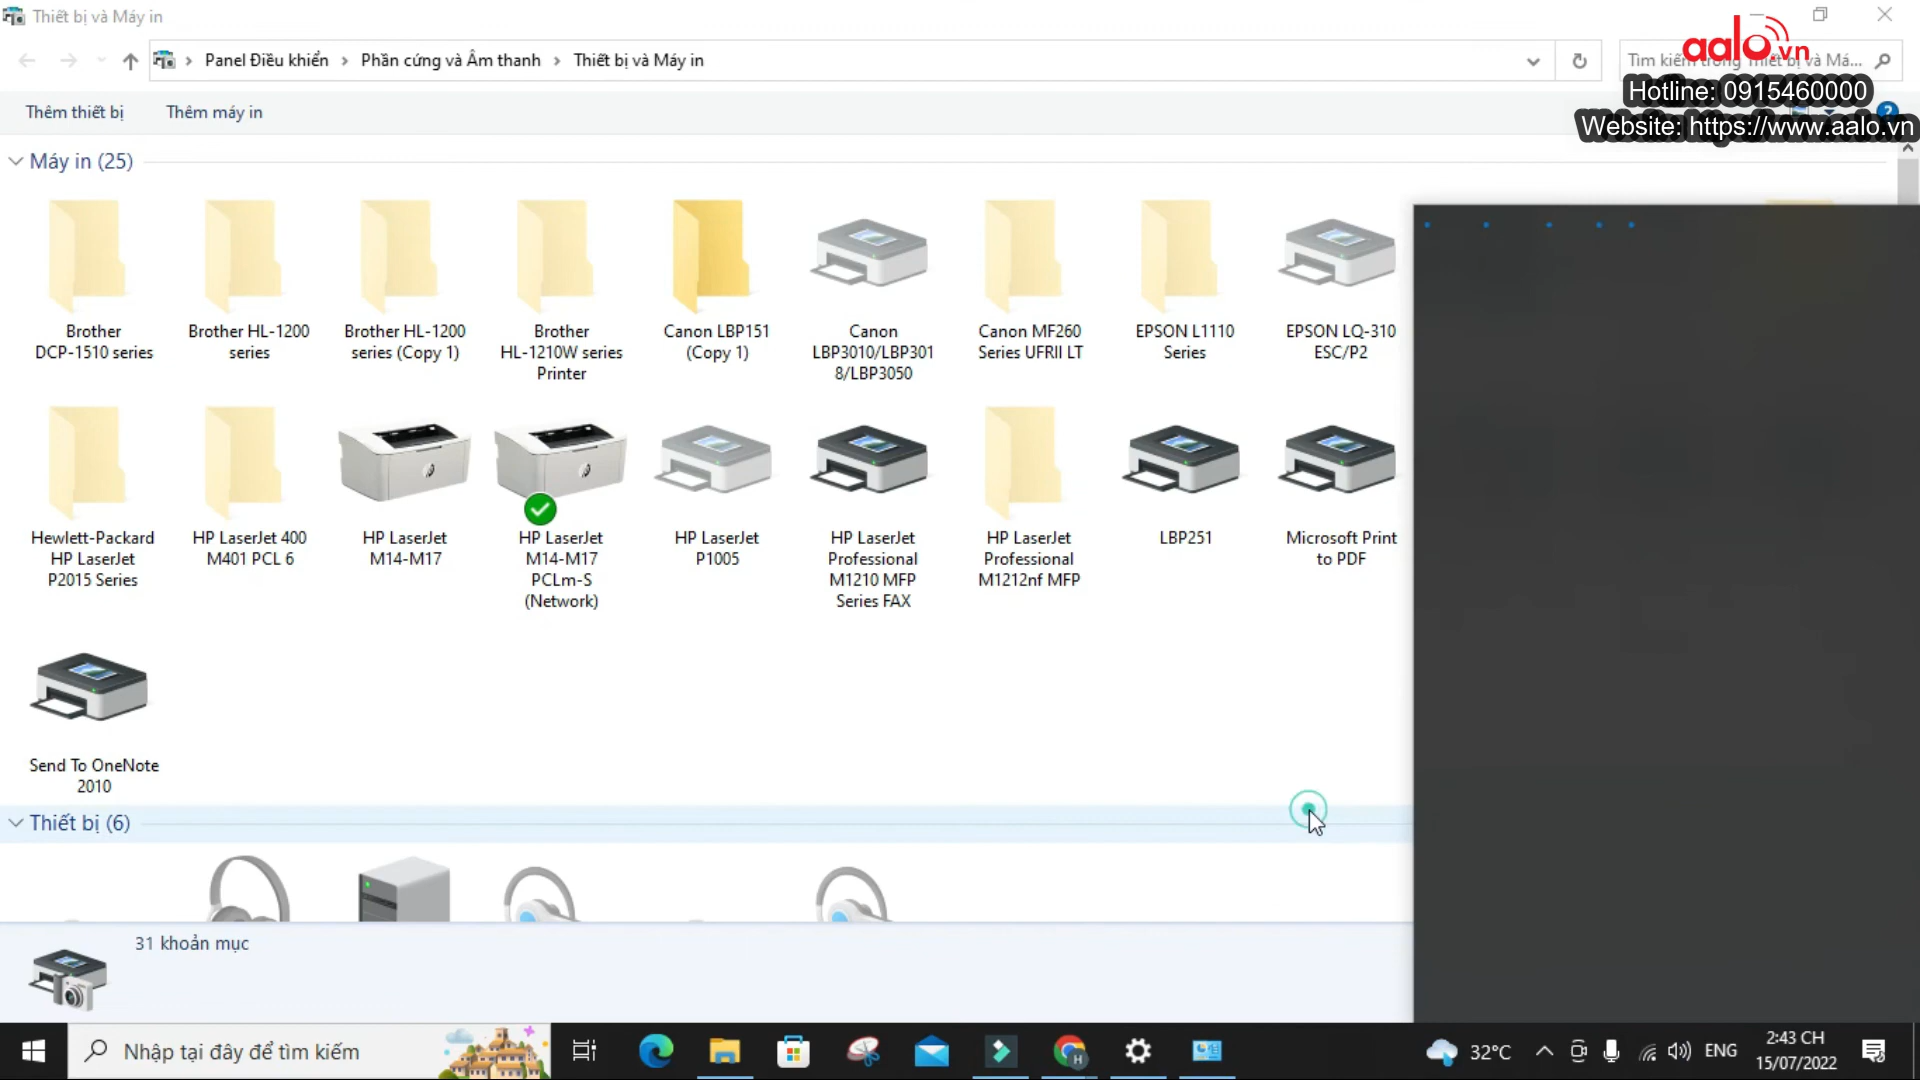 Thiết bị và Máy in
Panel Điều khiển
Phần cứng và Âm thanh
Thiết bị và Máy in
Tìm kiếm trong Thiết bị và Má...
aalo.vn
Hotline: 0915460000
Website: https://www.aalo.vn
Thêm thiết bị
Thêm máy in
?
Máy in (25)
Brother
DCP-1510 series
Brother HL-1200
series
Brother HL-1200
series (Copy 1)
Brother
HL-1210W series
Printer
Canon LBP151
(Copy 1)
Canon
LBP3010/LBP301
8/LBP3050
Canon MF260
Series UFRII LT
EPSON L1110
Series
EPSON LQ-310
ESC/P2
Hewlett-Packard
HP LaserJet
P2015 Series
HP LaserJet 400
M401 PCL 6
HP LaserJet
M14-M17
HP LaserJet
M14-M17
PCLm-S
(Network)
HP LaserJet
P1005
HP LaserJet
Professional
M1210 MFP
Series FAX
HP LaserJet
Professional
M1212nf MFP
LBP251
Microsoft Print
to PDF
Send To OneNote
2010
Thiết bị (6)
31 khoản mục
Nhập tại đây để tìm kiếm
32°C
ENG
2:43 CH
15/07/2022